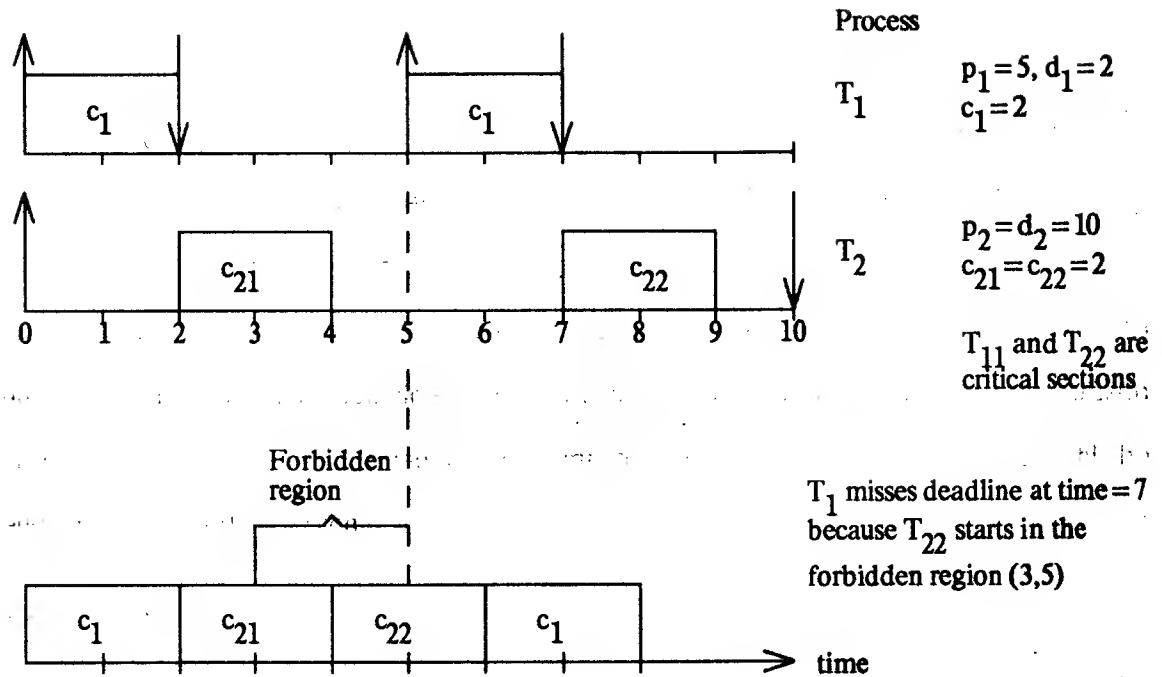 Process
c1
c1
T1
p1=5, d1=2
c1=2
c21
c22
T2
p2=d2=10
c21=c22=2
0 1 2 3 4 5 6 7 8 9 10
T11 and T22 are
critical sections
Forbidden
region
T1 misses deadline at time=7
because T22 starts in the
forbidden region (3,5)
c1 c21 c22 c1
time